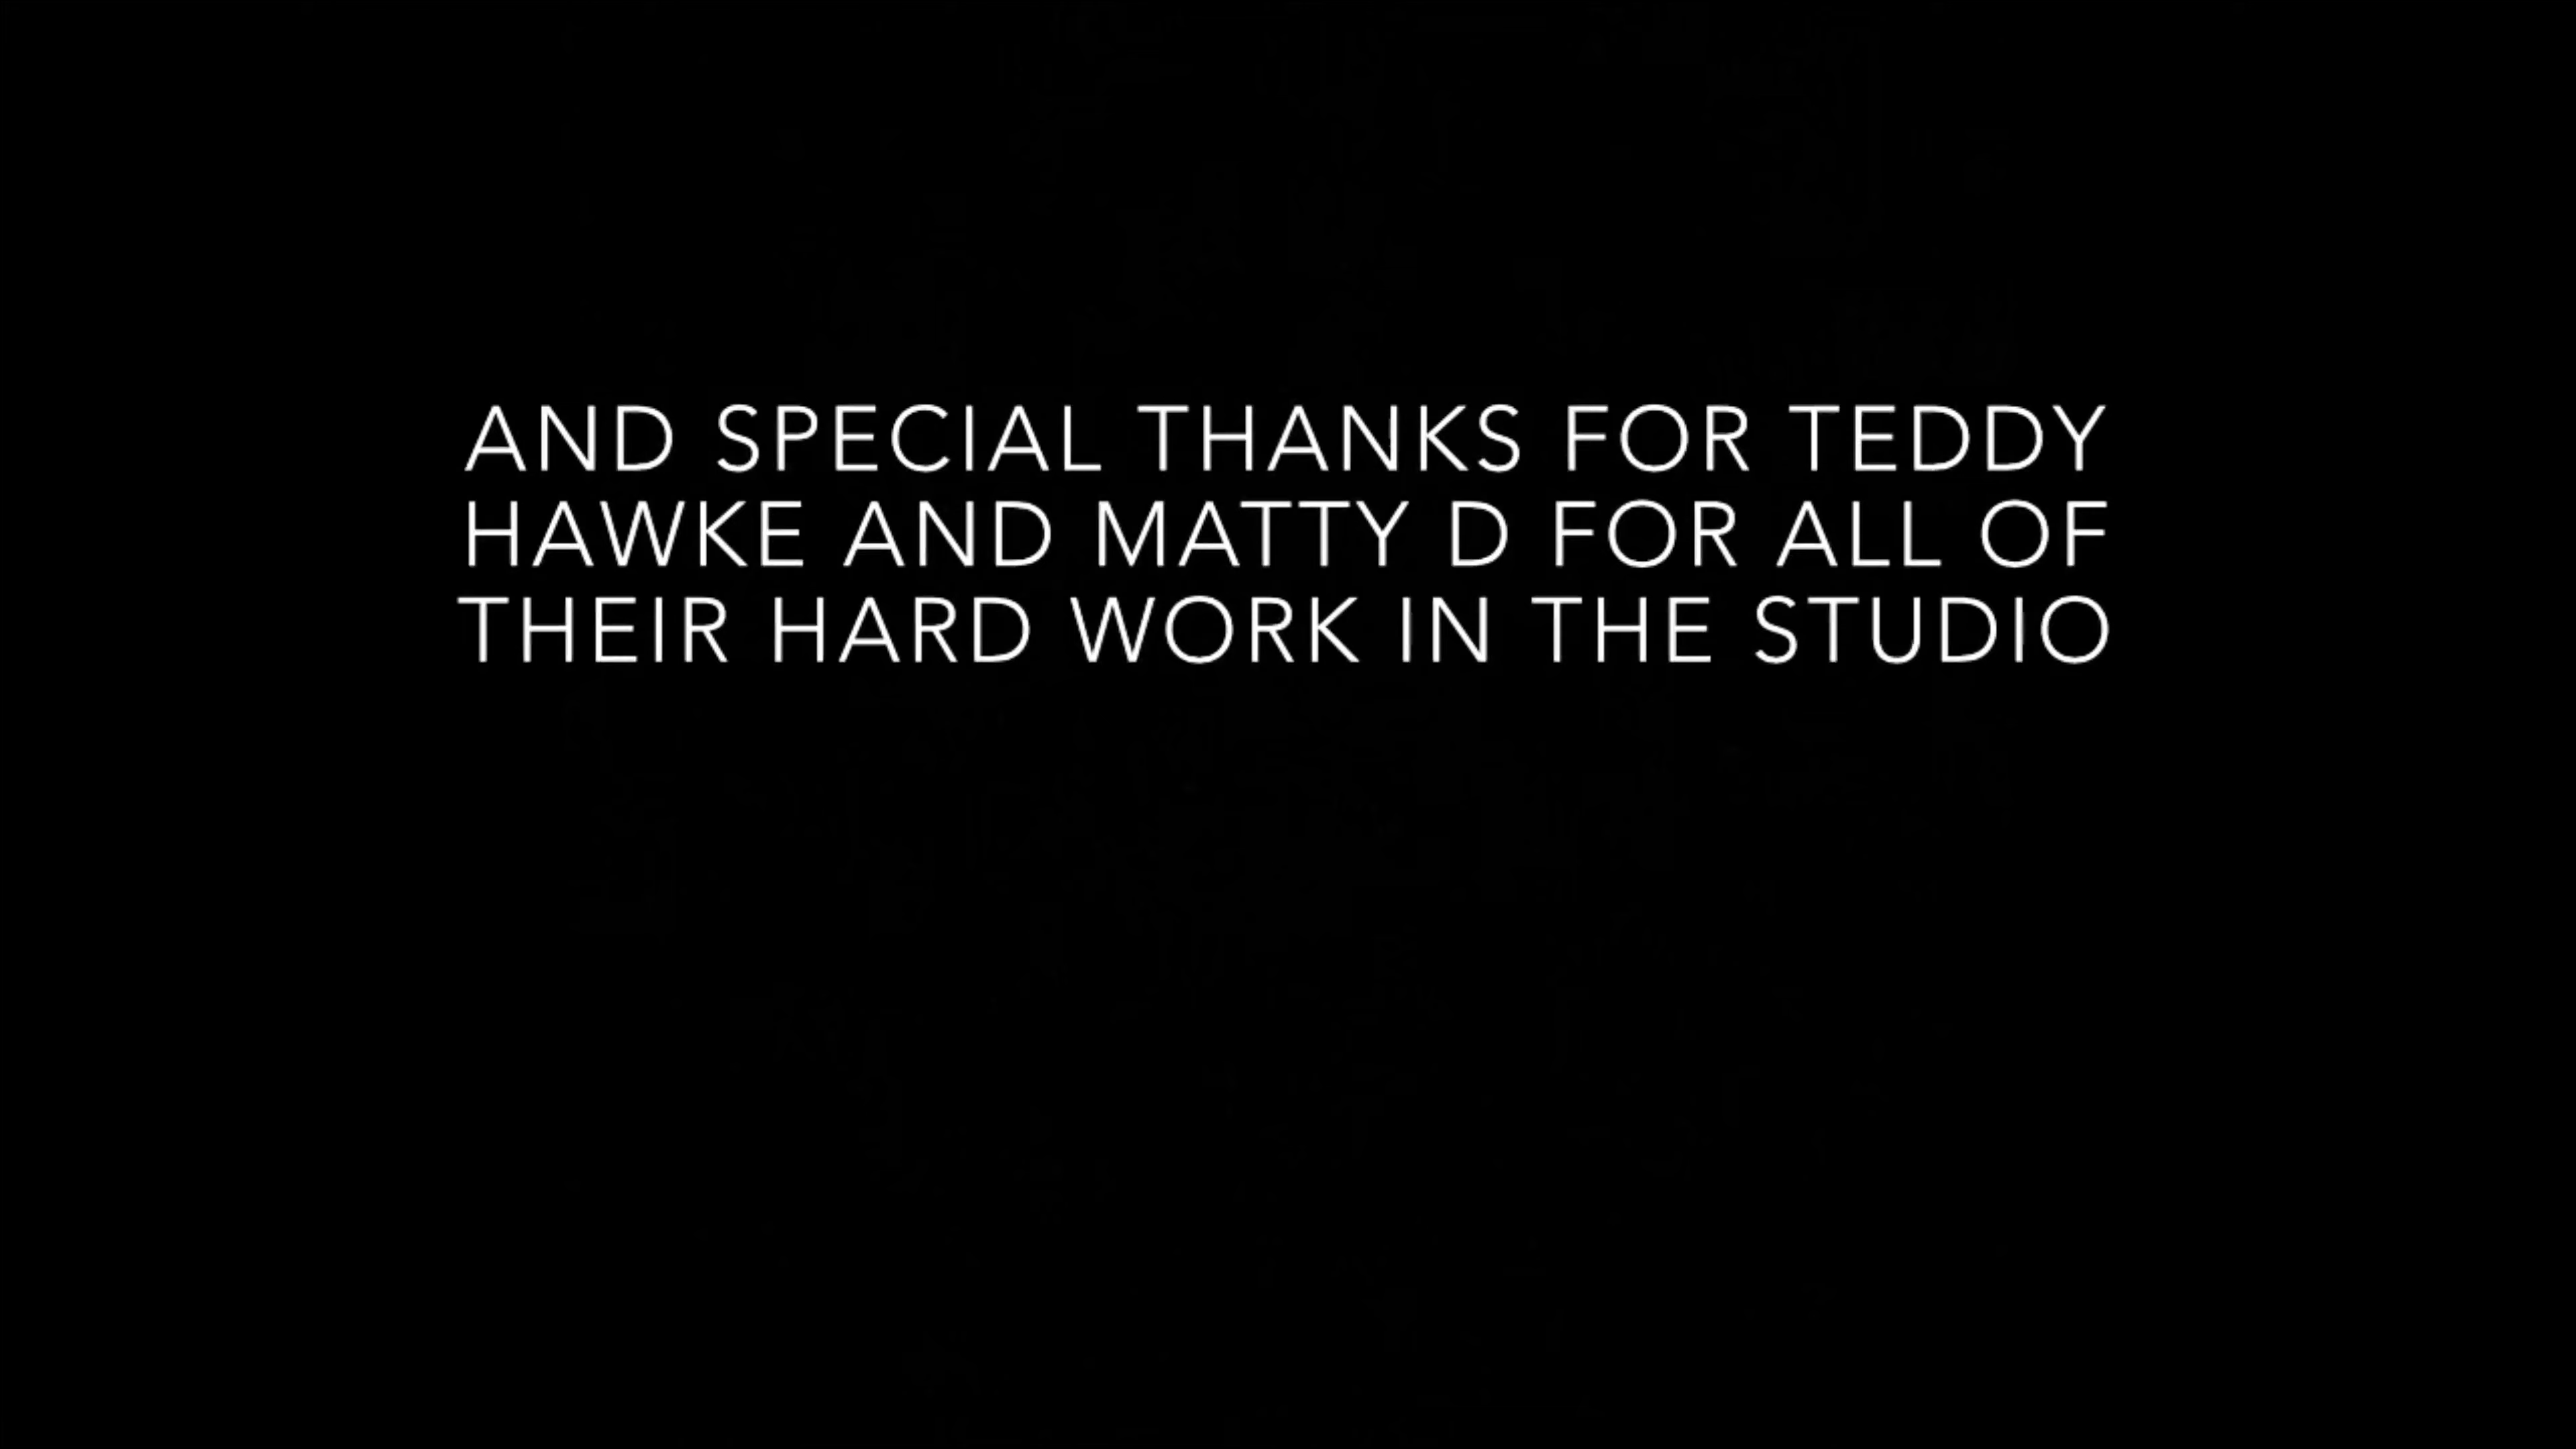 AND SPECIAL THANKS FOR TEDDY
HAWKE AND MATTY D FOR ALL OF
THEIR HARD WORK IN THE STUDIO